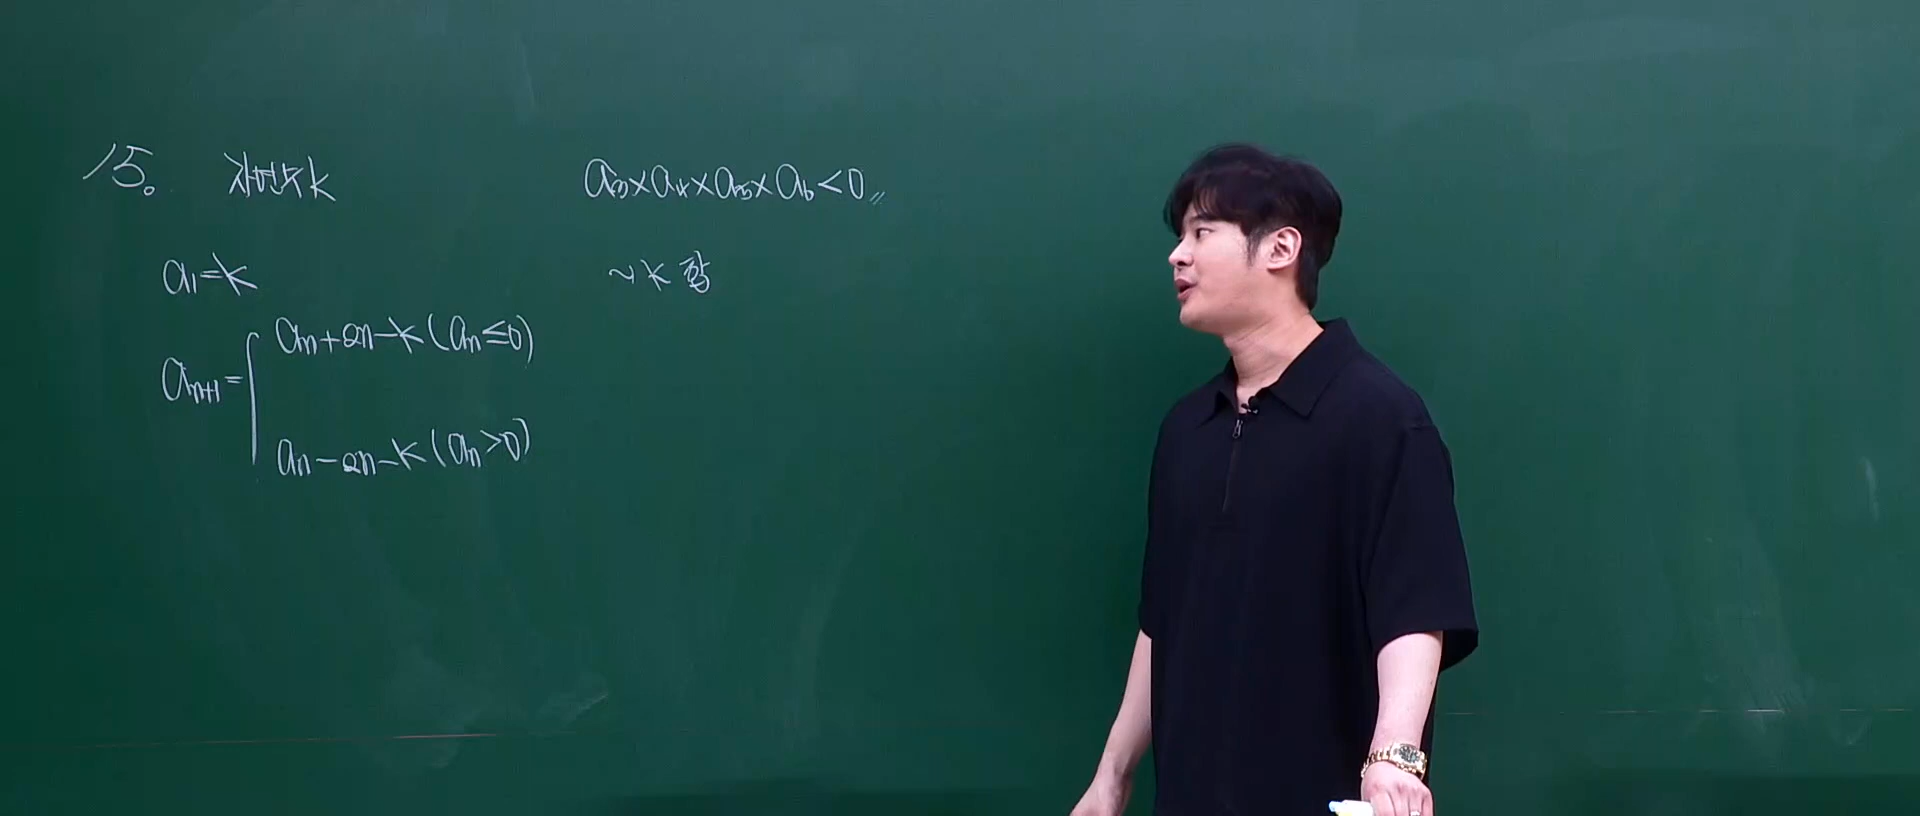 15. 자연수 k
a₃×a₄×a₅×a₆<0
a₁=k
~k 합
aₙ₊₁= { aₙ+2n-k (aₙ≤0)
aₙ-2n-k (aₙ>0)